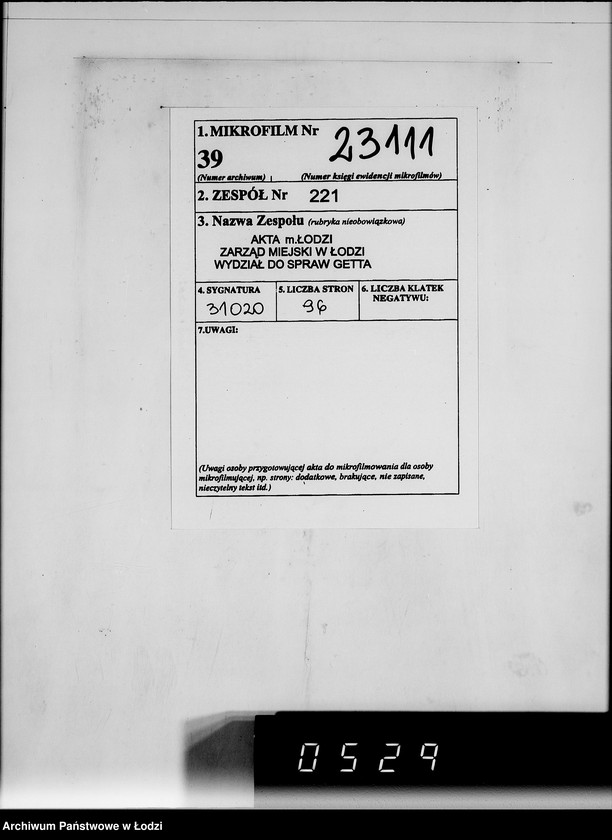 1. MIKROFILM Nr 23111
39
(Numer archiwum) (Numer księgi ewidencji mikrofilmów)
2. ZESPÓŁ Nr 221
3. Nazwa Zespołu (rubryka nieobowiązkowa)
AKTA m.ŁODZI
ZARZĄD MIEJSKI W ŁODZI
WYDZIAŁ DO SPRAW GETTA
4. SYGNATURA
31020
5. LICZBA STRON
96
6. LICZBA KLATEK
NEGATYWU:
7.UWAGI:
(Uwagi osoby przygotowującej akta do mikrofilmowania dla osoby
mikrofilmującej, np. strony: dodatkowe, brakujące, nie zapisane,
nieczytelny tekst itd.)
0529
Archiwum Państwowe w Łodzi